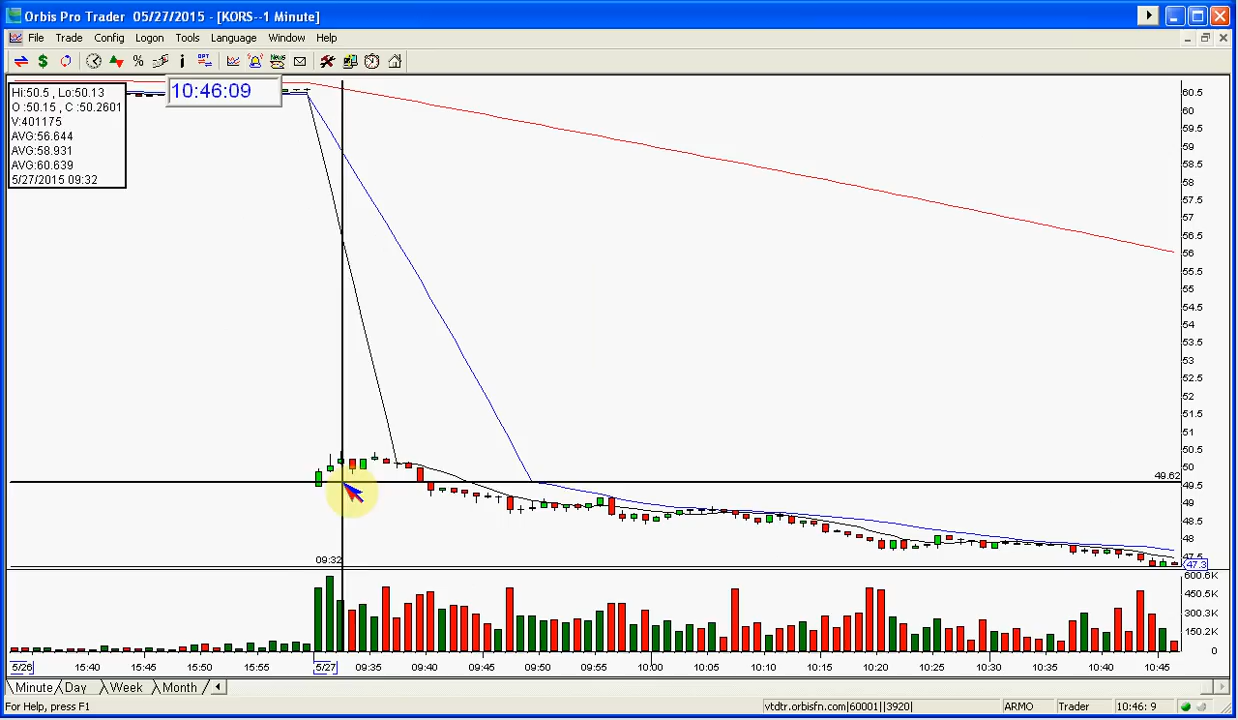 Orbis Pro Trader 05/27/2015 - [KORS--1 Minute]
File Trade Config Logon Tools Language Window Help
Hi:50.5 , Lo:50.13
O :50.15 , C :50.2601
V:401175
AVG:56.644
AVG:58.931
AVG:60.639
5/27/2015 09:32
10:46:09
60.5
60
59.5
59
58.5
58
57.5
57
56.5
56
55.5
55
54.5
54
53.5
53
52.5
52
51.5
51
50.5
50
49.62
49.5
49
48.5
48
47.5
47.3
09:32
600.6K
450.5K
300.3K
150.2K
0
5/26 15:40 15:45 15:50 15:55 5/27 09:35 09:40 09:45 09:50 09:55 10:00 10:05 10:10 10:15 10:20 10:25 10:30 10:35 10:40 10:45
Minute Day Week Month
For Help, press F1 vtdtr.orbisfn.com|60001||3920| ARMO Trader 10:46: 9